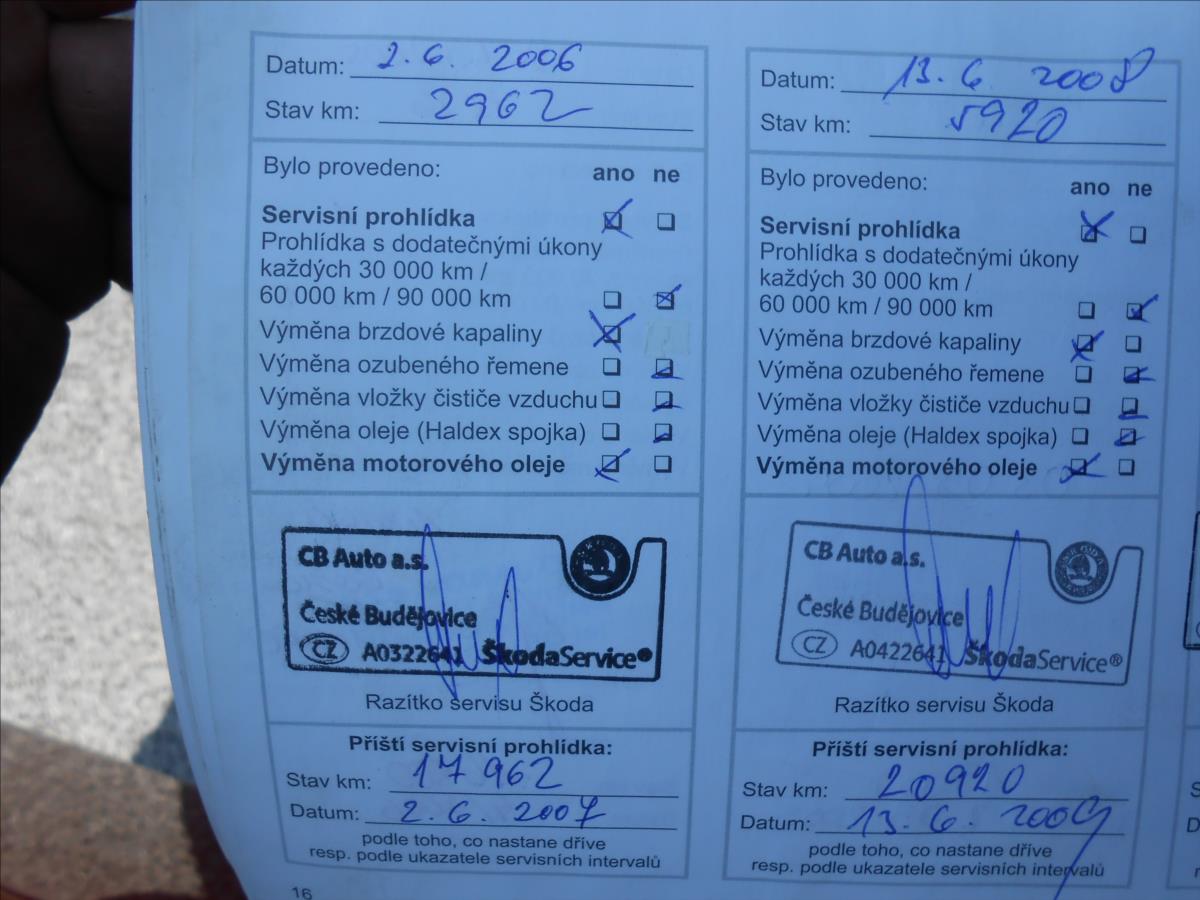 Datum: 2. 6. 2006
Stav km: 2962
Bylo provedeno: ano ne
Servisní prohlídka
Prohlídka s dodatečnými úkony
každých 30 000 km /
60 000 km / 90 000 km
Výměna brzdové kapaliny
Výměna ozubeného řemene
Výměna vložky čističe vzduchu
Výměna oleje (Haldex spojka)
Výměna motorového oleje
CB Auto a.s.
České Budějovice
CZ A0322641 ŠkodaService®
Razítko servisu Škoda
Příští servisní prohlídka:
Stav km: 17 962
Datum: 2. 6. 2007
podle toho, co nastane dříve
resp. podle ukazatele servisních intervalů
16
Datum: 13. 6. 2008
Stav km: 5920
Bylo provedeno: ano ne
Servisní prohlídka
Prohlídka s dodatečnými úkony
každých 30 000 km /
60 000 km / 90 000 km
Výměna brzdové kapaliny
Výměna ozubeného řemene
Výměna vložky čističe vzduchu
Výměna oleje (Haldex spojka)
Výměna motorového oleje
CB Auto a.s.
České Budějovice
CZ A0422641 ŠkodaService®
Razítko servisu Škoda
Příští servisní prohlídka:
Stav km: 20920
Datum: 13. 6. 2009
podle toho, co nastane dříve
resp. podle ukazatele servisních intervalů